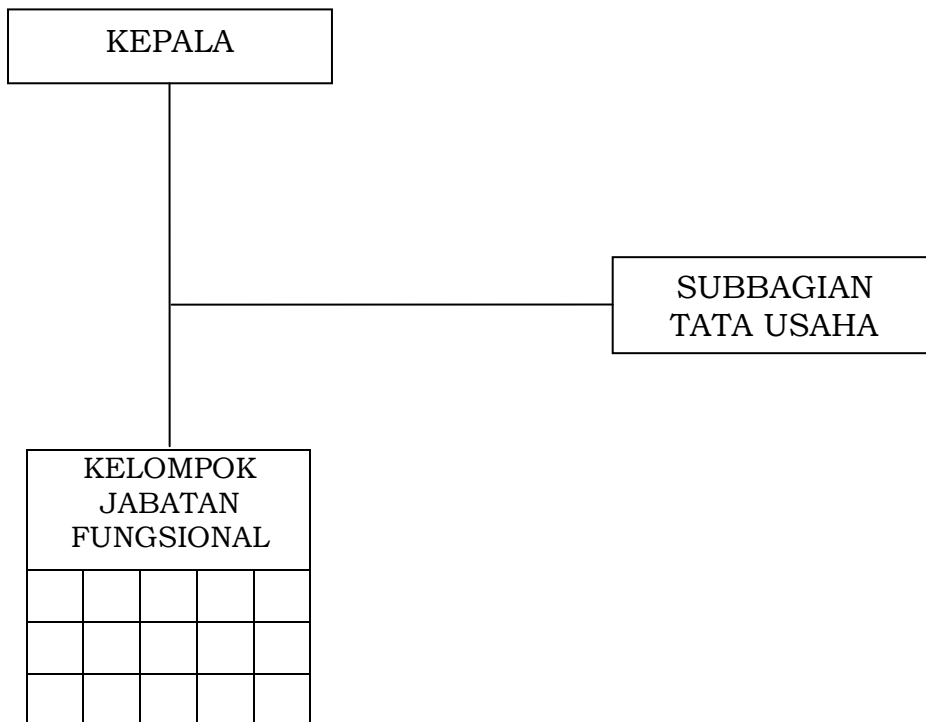 KEPALA
SUBBAGIAN
TATA USAHA
KELOMPOK
JABATAN
FUNGSIONAL